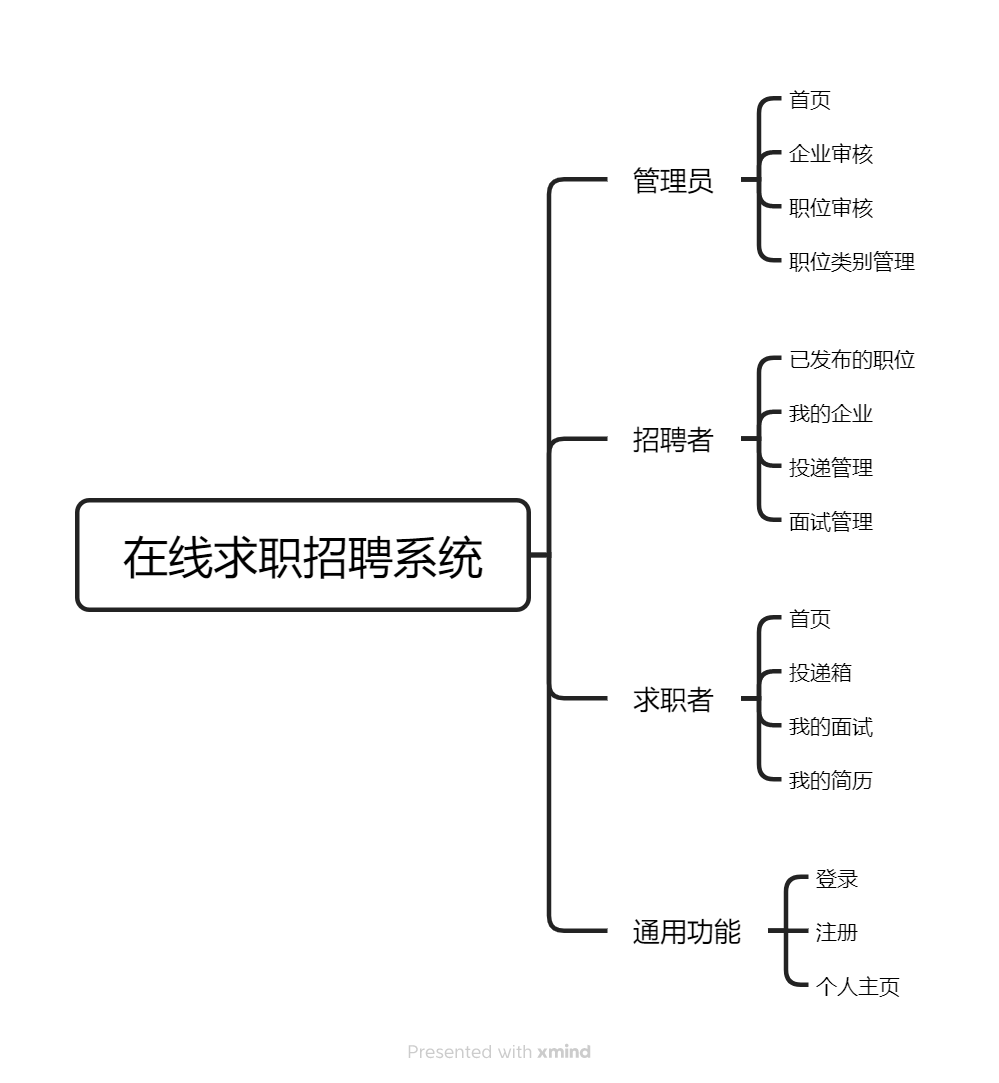 在线求职招聘系统
管理员
首页
企业审核
职位审核
职位类别管理
招聘者
已发布的职位
我的企业
投递管理
面试管理
求职者
首页
投递箱
我的面试
我的简历
通用功能
登录
注册
个人主页
Presented with xmind